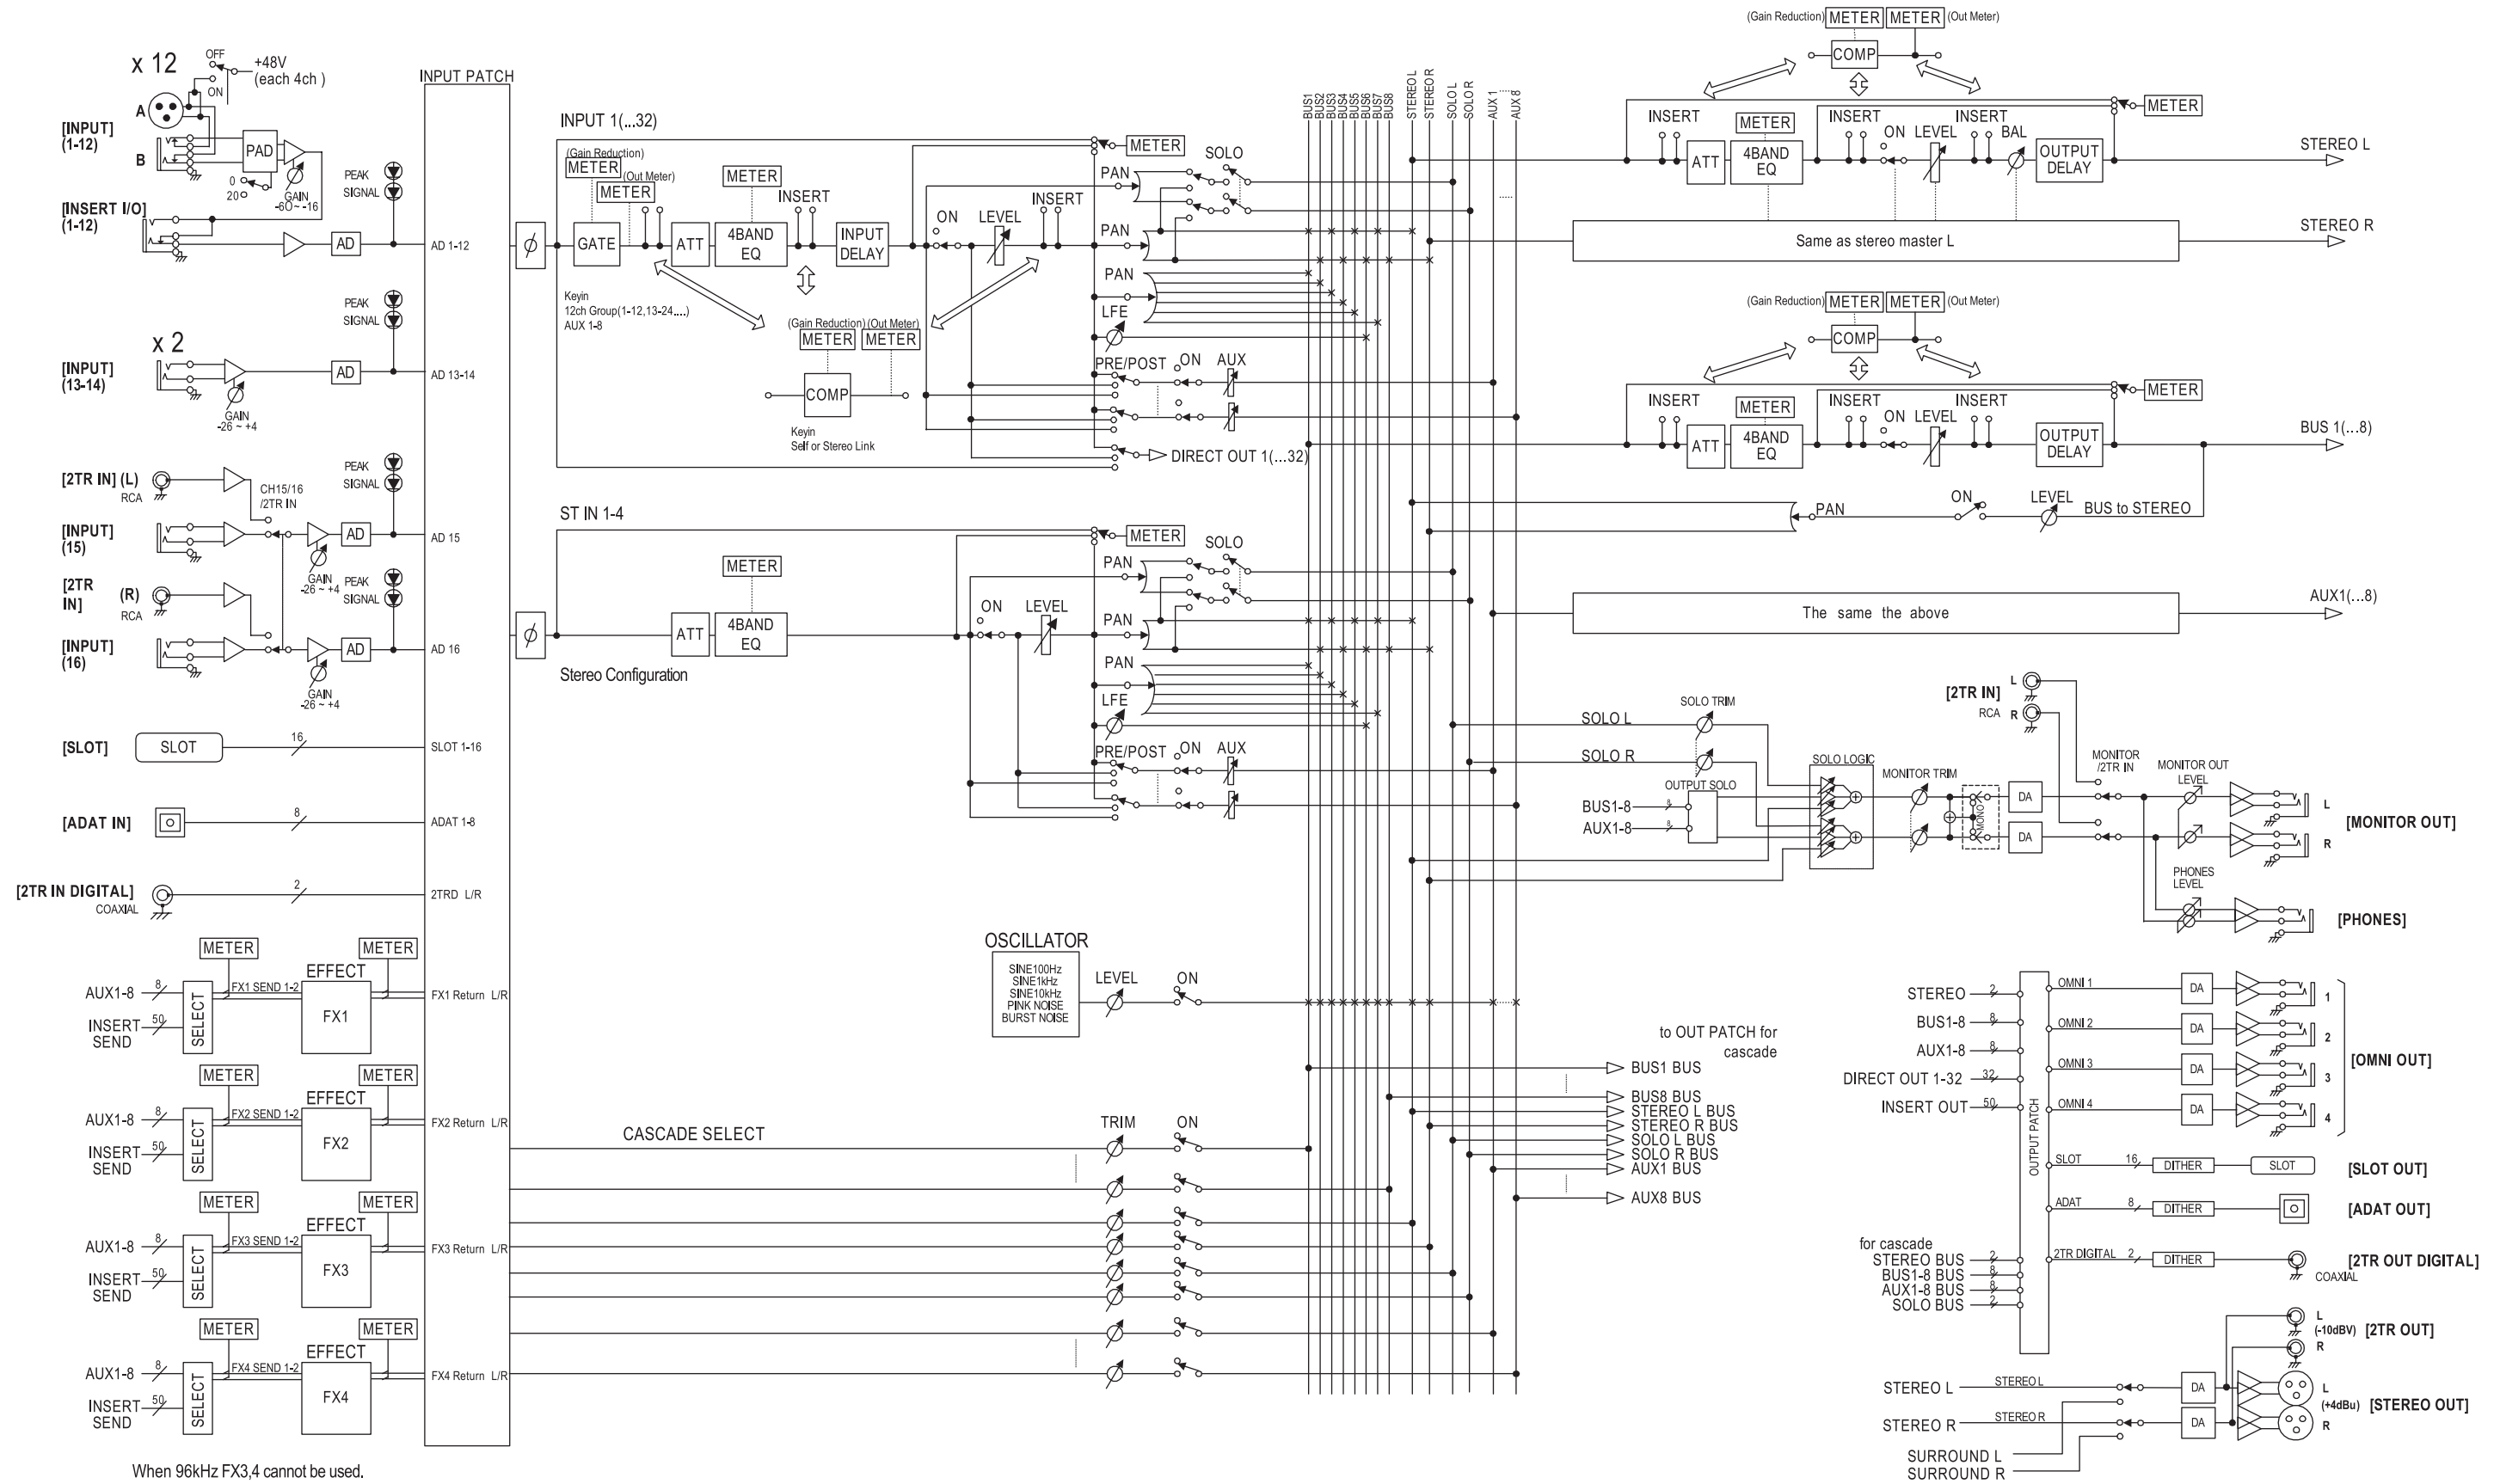 x 12
OFF
+48V
(each 4ch )
ON
A
[INPUT]
(1-12)
B
PAD
0
20
GAIN
-60~ -16
[INSERT I/O]
(1-12)
PEAK
SIGNAL
AD
AD 1-12
INPUT PATCH
x 2
[INPUT]
(13-14)
GAIN
-26 ~ +4
PEAK
SIGNAL
AD
AD 13-14
[2TR IN] (L)
RCA
CH15/16
/2TR IN
PEAK
SIGNAL
[INPUT]
(15)
AD
AD 15
GAIN
-26 ~ +4
[2TR
IN]
(R)
RCA
PEAK
SIGNAL
[INPUT]
(16)
AD
AD 16
GAIN
-26 ~ +4
[SLOT]
SLOT
16
SLOT 1-16
[ADAT IN]
8
ADAT 1-8
[2TR IN DIGITAL]
COAXIAL
2
2TRD L/R
METER
METER
EFFECT
AUX1-8
8
FX1 SEND 1-2
FX1 Return L/R
INSERT
SEND
50
SELECT
FX1
METER
METER
EFFECT
AUX1-8
8
FX2 SEND 1-2
FX2 Return L/R
INSERT
SEND
50
SELECT
FX2
METER
METER
EFFECT
AUX1-8
8
FX3 SEND 1-2
FX3 Return L/R
INSERT
SEND
50
SELECT
FX3
METER
METER
EFFECT
AUX1-8
8
FX4 SEND 1-2
FX4 Return L/R
INSERT
SEND
50
SELECT
FX4
When 96kHz FX3,4 cannot be used.
INPUT 1(...32)
(Gain Reduction)
METER
(Out Meter)
METER
METER
INSERT
ϕ
GATE
ATT
4BAND
EQ
INPUT
DELAY
ON
LEVEL
INSERT
METER
SOLO
PAN
PAN
PAN
LFE
PRE/POST
ON
AUX
DIRECT OUT 1(...32)
Keyin
12ch Group(1-12,13-24....)
AUX 1-8
(Gain Reduction)
(Out Meter)
METER
METER
COMP
Keyin
Self or Stereo Link
ST IN 1-4
METER
ϕ
ATT
4BAND
EQ
Stereo Configuration
ON
LEVEL
METER
SOLO
PAN
PAN
PAN
LFE
PRE/POST
ON
AUX
OSCILLATOR
SINE100Hz
SINE1kHz
SINE10kHz
PINK NOISE
BURST NOISE
LEVEL
ON
CASCADE SELECT
TRIM
ON
BUS1
BUS2
BUS3
BUS4
BUS5
BUS6
BUS7
BUS8
STEREO L
STEREO R
SOLO L
SOLO R
AUX 1
AUX 8
to OUT PATCH for
cascade
BUS1 BUS
BUS8 BUS
STEREO L BUS
STEREO R BUS
SOLO L BUS
SOLO R BUS
AUX1 BUS
AUX8 BUS
(Gain Reduction)
METER
METER
(Out Meter)
COMP
METER
INSERT
METER
INSERT
ON
LEVEL
INSERT
BAL
ATT
4BAND
EQ
OUTPUT
DELAY
STEREO L
Same as stereo master L
STEREO R
(Gain Reduction)
METER
METER
(Out Meter)
COMP
METER
INSERT
METER
INSERT
ON
LEVEL
INSERT
ATT
4BAND
EQ
OUTPUT
DELAY
BUS 1(...8)
PAN
ON
LEVEL
BUS to STEREO
The same the above
AUX1(...8)
[2TR IN]
RCA
L
R
SOLO TRIM
SOLO L
SOLO R
OUTPUT SOLO
BUS1-8
8
AUX1-8
8
SOLO LOGIC
MONITOR TRIM
MONO
DA
DA
MONITOR
/2TR IN
MONITOR OUT
LEVEL
L
R
[MONITOR OUT]
PHONES
LEVEL
[PHONES]
STEREO
2
BUS1-8
8
AUX1-8
8
DIRECT OUT 1-32
32
INSERT OUT
50
OUTPUT PATCH
OMNI 1
DA
1
OMNI 2
DA
2
OMNI 3
DA
3
OMNI 4
DA
4
[OMNI OUT]
SLOT
16
DITHER
SLOT
[SLOT OUT]
ADAT
8
DITHER
[ADAT OUT]
for cascade
STEREO BUS
2
BUS1-8 BUS
8
AUX1-8 BUS
8
SOLO BUS
2
2TR DIGITAL
2
DITHER
[2TR OUT DIGITAL]
COAXIAL
L
(-10dBV)
[2TR OUT]
R
STEREO L
STEREO L
DA
L
(+4dBu)
[STEREO OUT]
STEREO R
STEREO R
DA
R
SURROUND L
SURROUND R